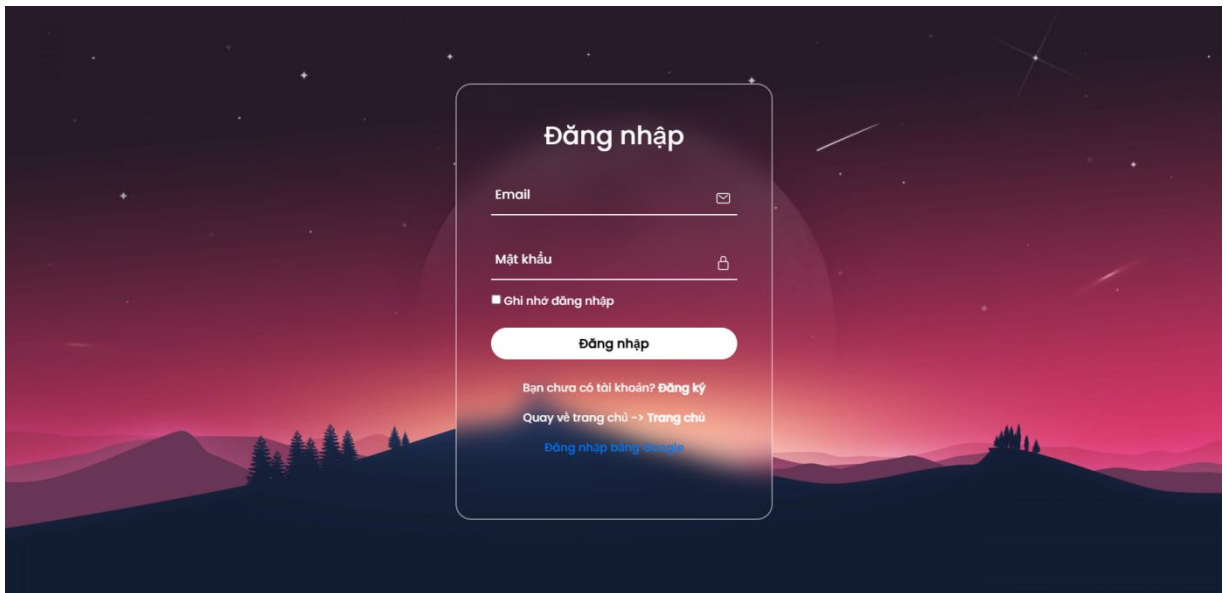 Đăng nhập
Email
Mật khẩu
Ghi nhớ đăng nhập
Đăng nhập
Bạn chưa có tài khoản? Đăng ký
Quay về trang chủ -> Trang chủ
Đăng nhập bằng Google